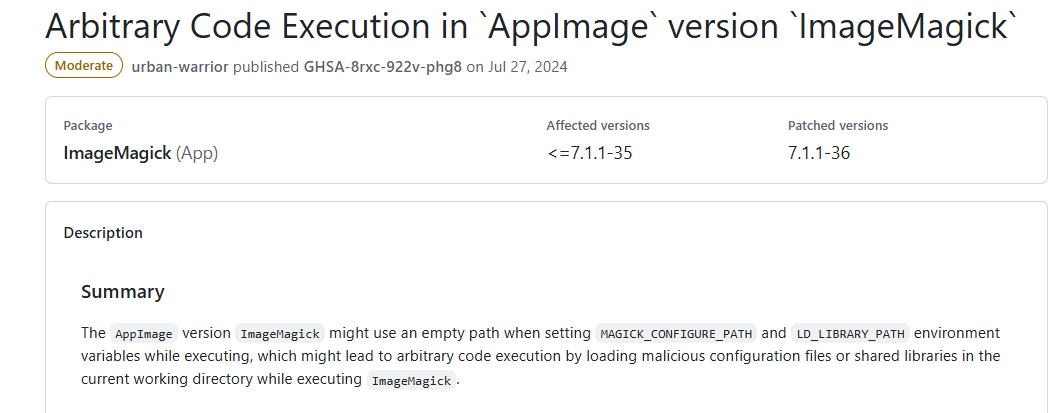 Arbitrary Code Execution in `AppImage` version `ImageMagick`
Moderate urban-warrior published GHSA-8rxc-922v-phg8 on Jul 27, 2024
Package Affected versions Patched versions
ImageMagick (App) <=7.1.1-35 7.1.1-36
Description
Summary
The AppImage version ImageMagick might use an empty path when setting MAGICK_CONFIGURE_PATH and LD_LIBRARY_PATH environment
variables while executing, which might lead to arbitrary code execution by loading malicious configuration files or shared libraries in the
current working directory while executing ImageMagick.